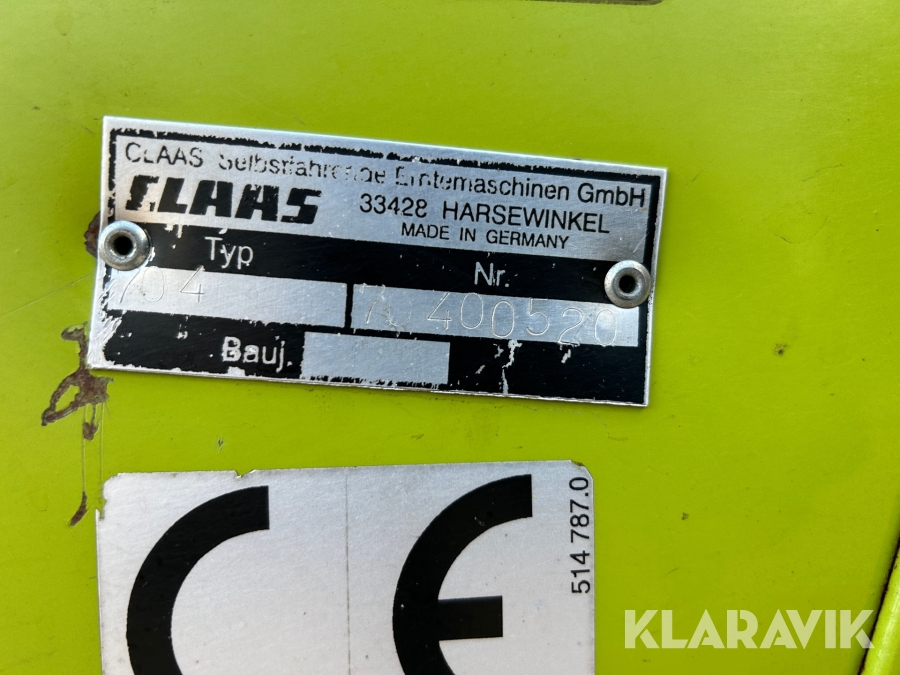 CLAAS Selbstfahrende Erntemaschinen GmbH
CLAAS 33428 HARSEWINKEL
MADE IN GERMANY
Typ Nr.
704 70400520
Bauj.
CE
514 787.0
KLARAVIK